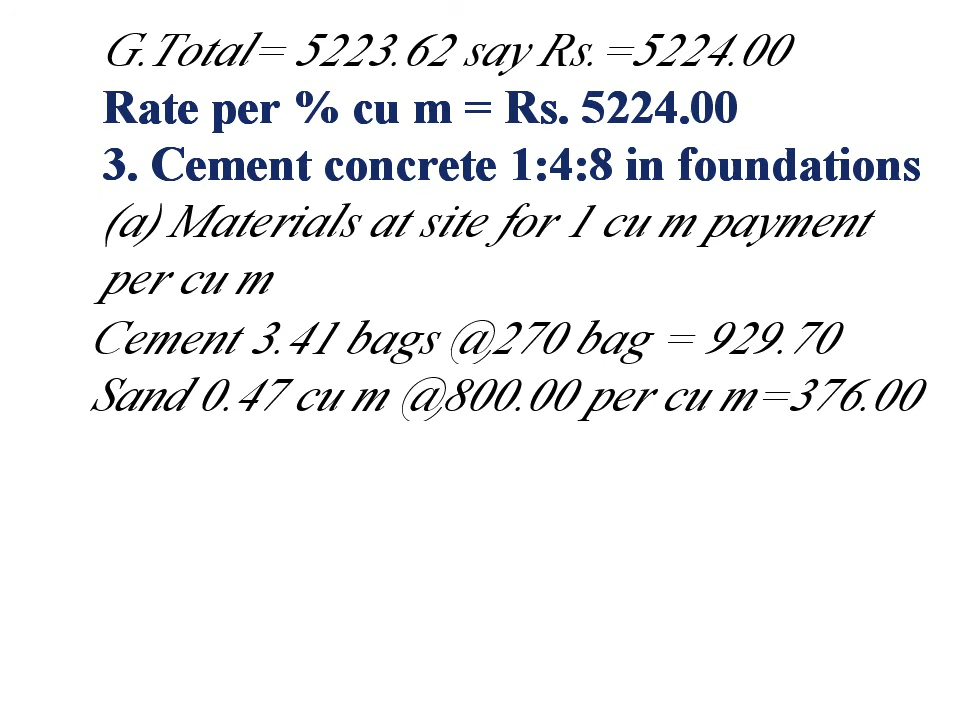 G.Total= 5223.62 say Rs.=5224.00
Rate per % cu m = Rs. 5224.00
3. Cement concrete 1:4:8 in foundations
(a) Materials at site for 1 cu m payment
per cu m
Cement 3.41 bags @270 bag = 929.70
Sand 0.47 cu m @800.00 per cu m=376.00